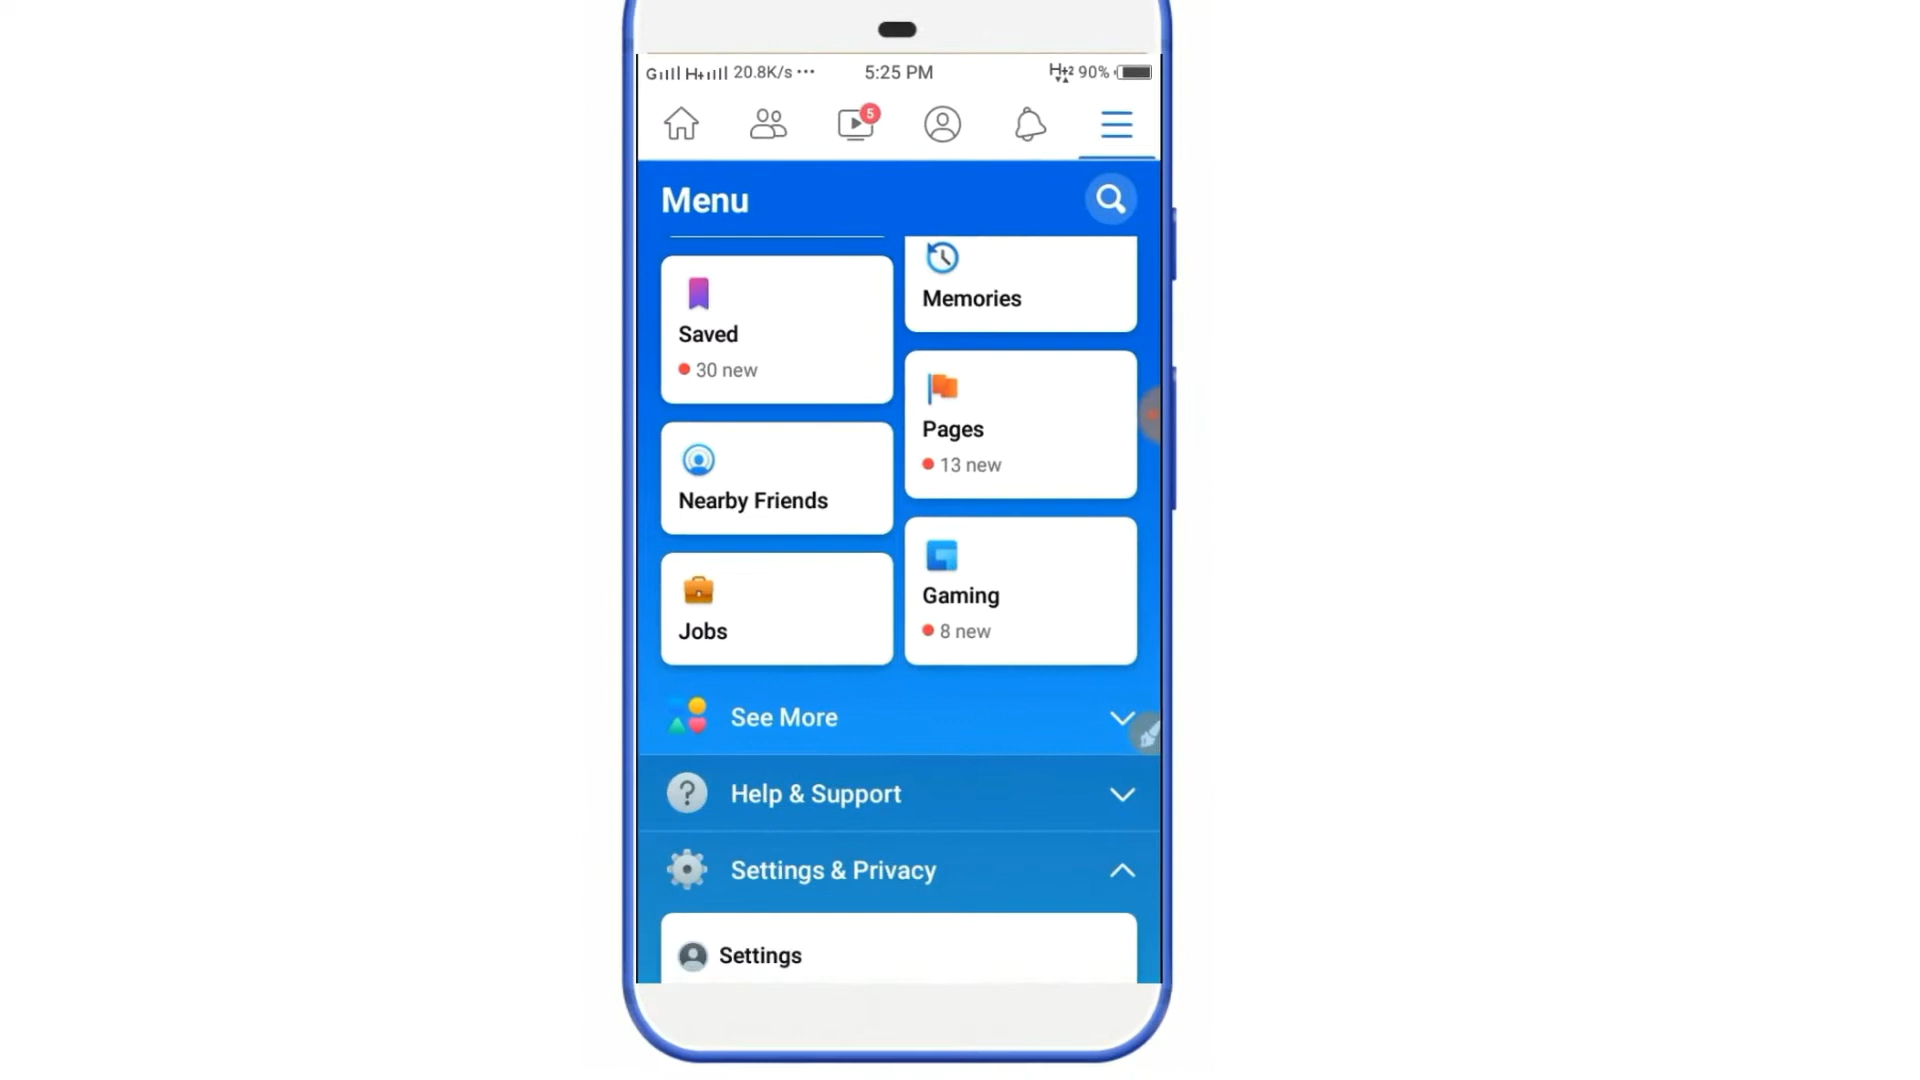 G H+ 20.8K/s ··· 5:25 PM H+2 90%
5
Menu
Memories
Saved
30 new
Pages
13 new
Nearby Friends
Gaming
8 new
Jobs
See More
Help & Support
Settings & Privacy
Settings